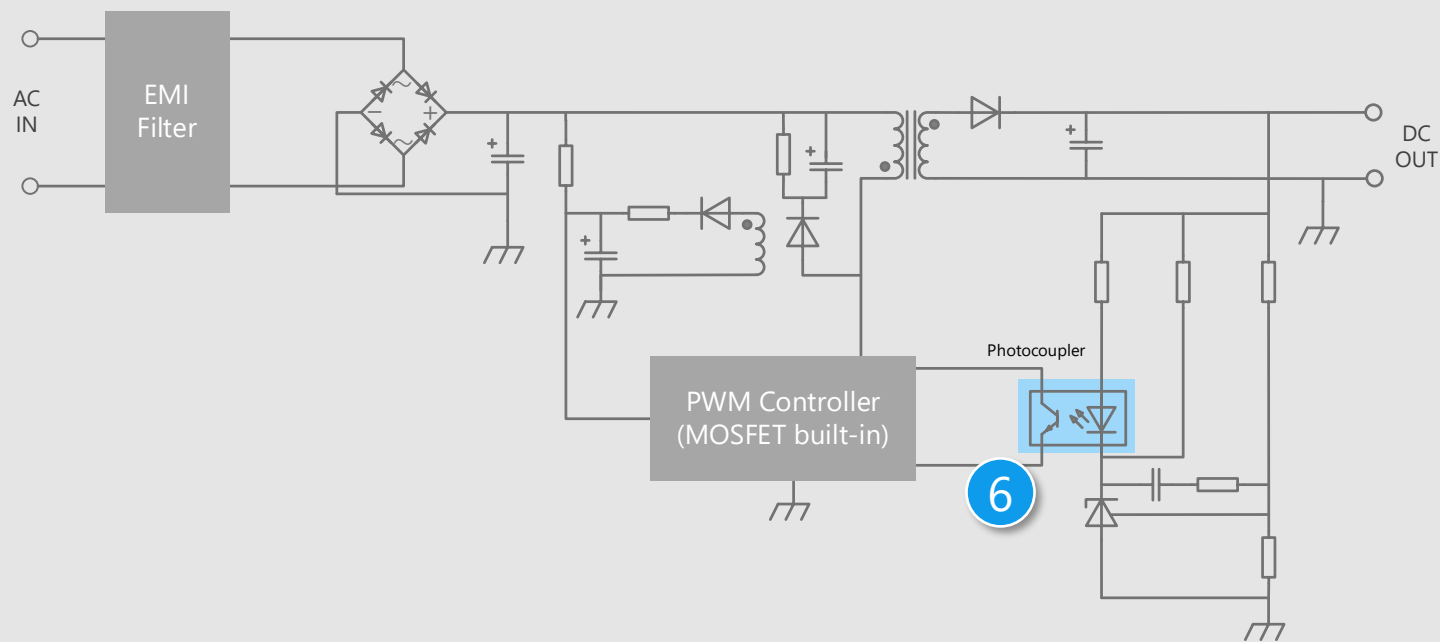 AC
IN
EMI
Filter
DC
OUT
Photocoupler
PWM Controller
(MOSFET built-in)
6